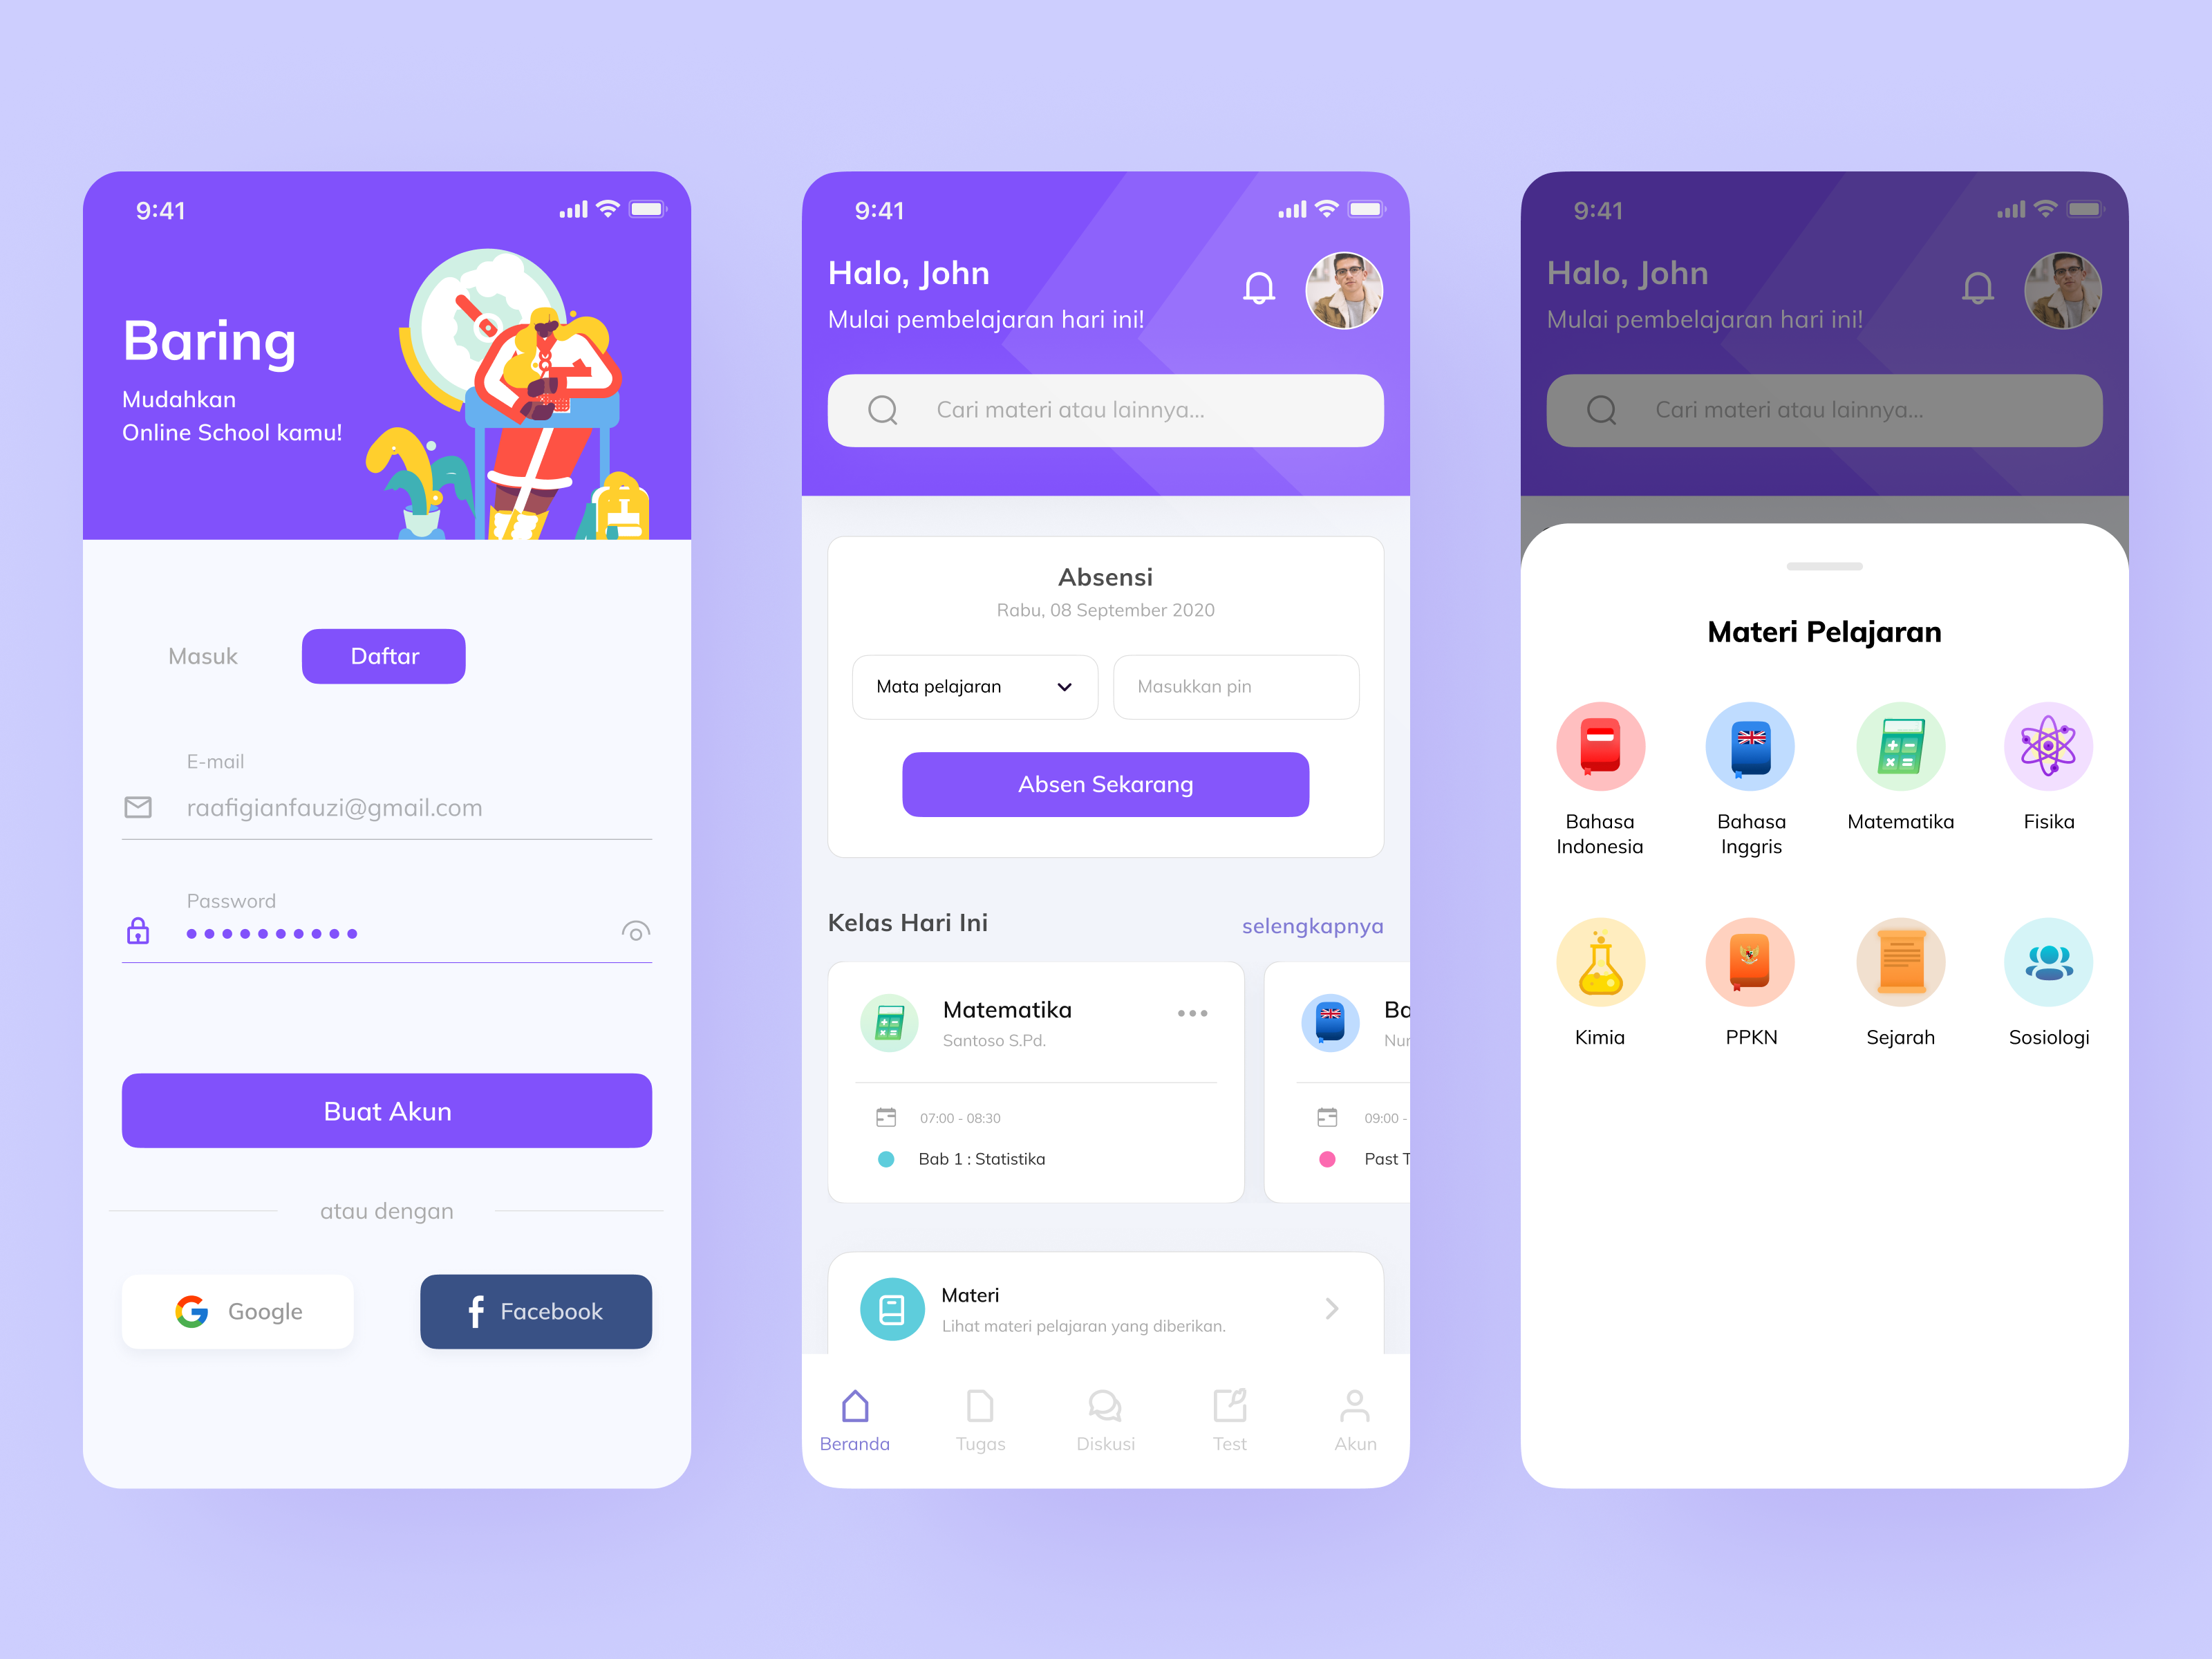 9:41
Baring
Mudahkan
Online School kamu!
Masuk
Daftar
E-mail
raafigianfauzi@gmail.com
Password
Buat Akun
atau dengan
Google
Facebook
9:41
Halo, John
Mulai pembelajaran hari ini!
Cari materi atau lainnya...
Absensi
Rabu, 08 September 2020
Mata pelajaran
Masukkan pin
Absen Sekarang
Kelas Hari Ini
selengkapnya
Matematika
Santoso S.Pd.
07:00 - 08:30
Bab 1 : Statistika
Ba
Nur
09:00 -
Past T
Materi
Lihat materi pelajaran yang diberikan.
Beranda
Tugas
Diskusi
Test
Akun
9:41
Halo, John
Mulai pembelajaran hari ini!
Cari materi atau lainnya...
Materi Pelajaran
Bahasa
Indonesia
Bahasa
Inggris
Matematika
Fisika
Kimia
PPKN
Sejarah
Sosiologi